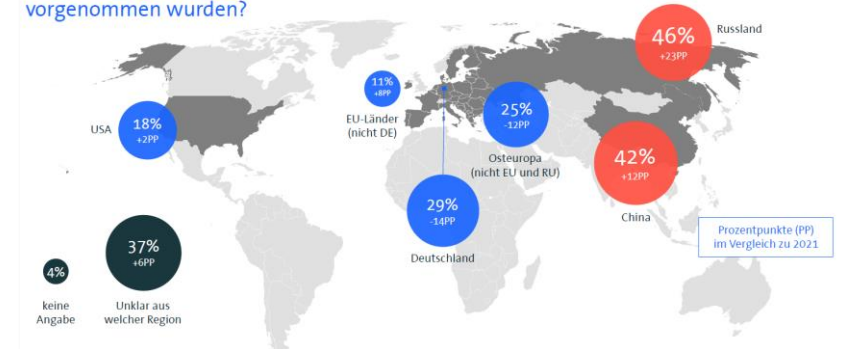 vorgenommen wurden?
46%
+23PP
Russland
11%
+8PP
EU-Länder
(nicht DE)
USA
18%
+2PP
25%
-12PP
Osteuropa
(nicht EU und RU)
42%
+12PP
China
29%
-14PP
Deutschland
Prozentpunkte (PP)
im Vergleich zu 2021
4%
keine
Angabe
37%
+6PP
Unklar aus
welcher Region